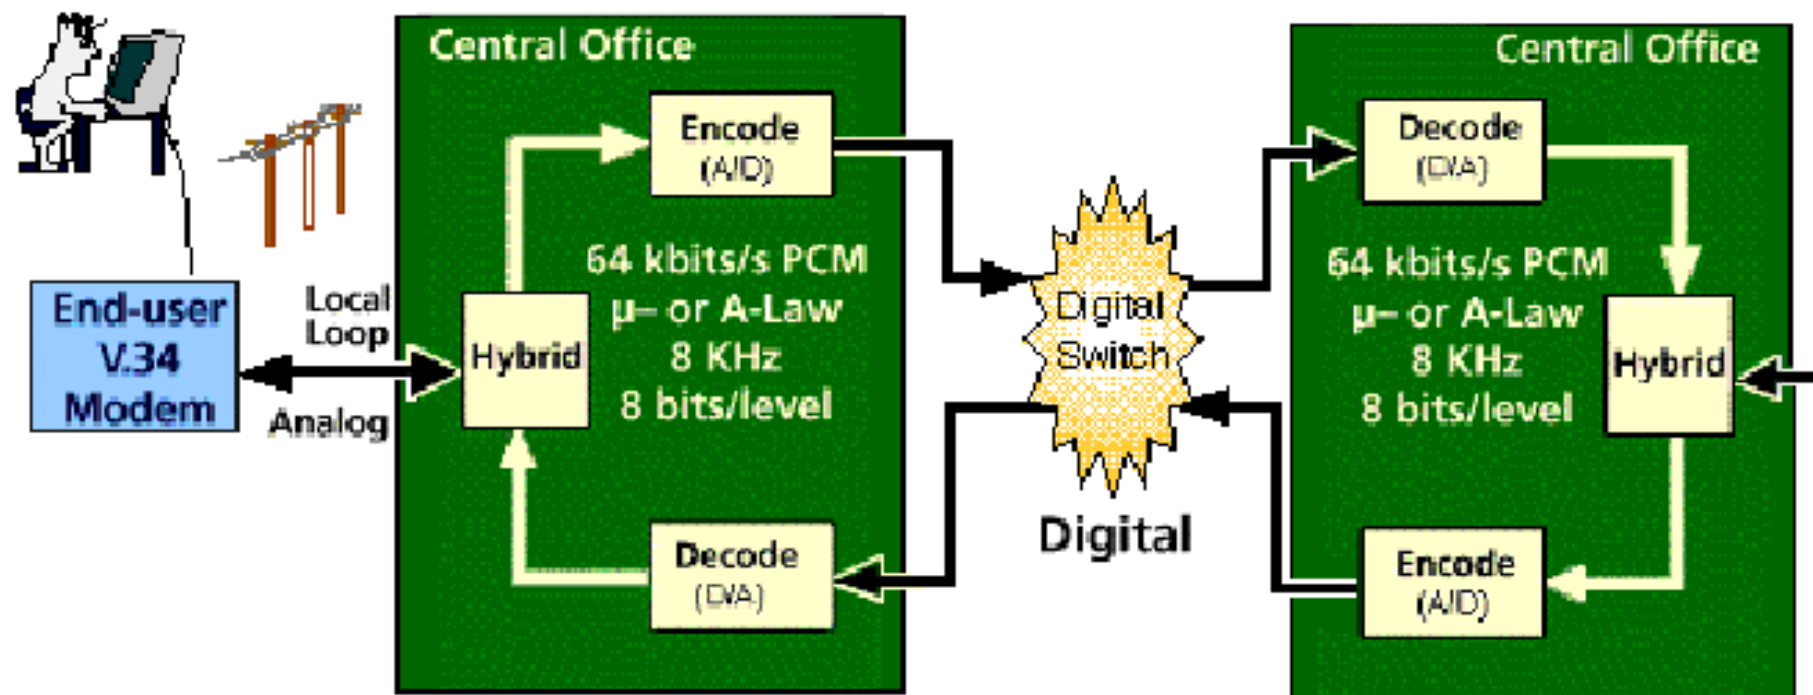 Central Office
Encode
(A/D)
64 kbits/s PCM
μ– or A-Law
8 KHz
8 bits/level
Hybrid
Decode
(D/A)
End-user
V.34
Modem
Local
Loop
Analog
Digital
Switch
Digital
Central Office
Decode
(D/A)
64 kbits/s PCM
μ– or A-Law
8 KHz
8 bits/level
Hybrid
Encode
(A/D)